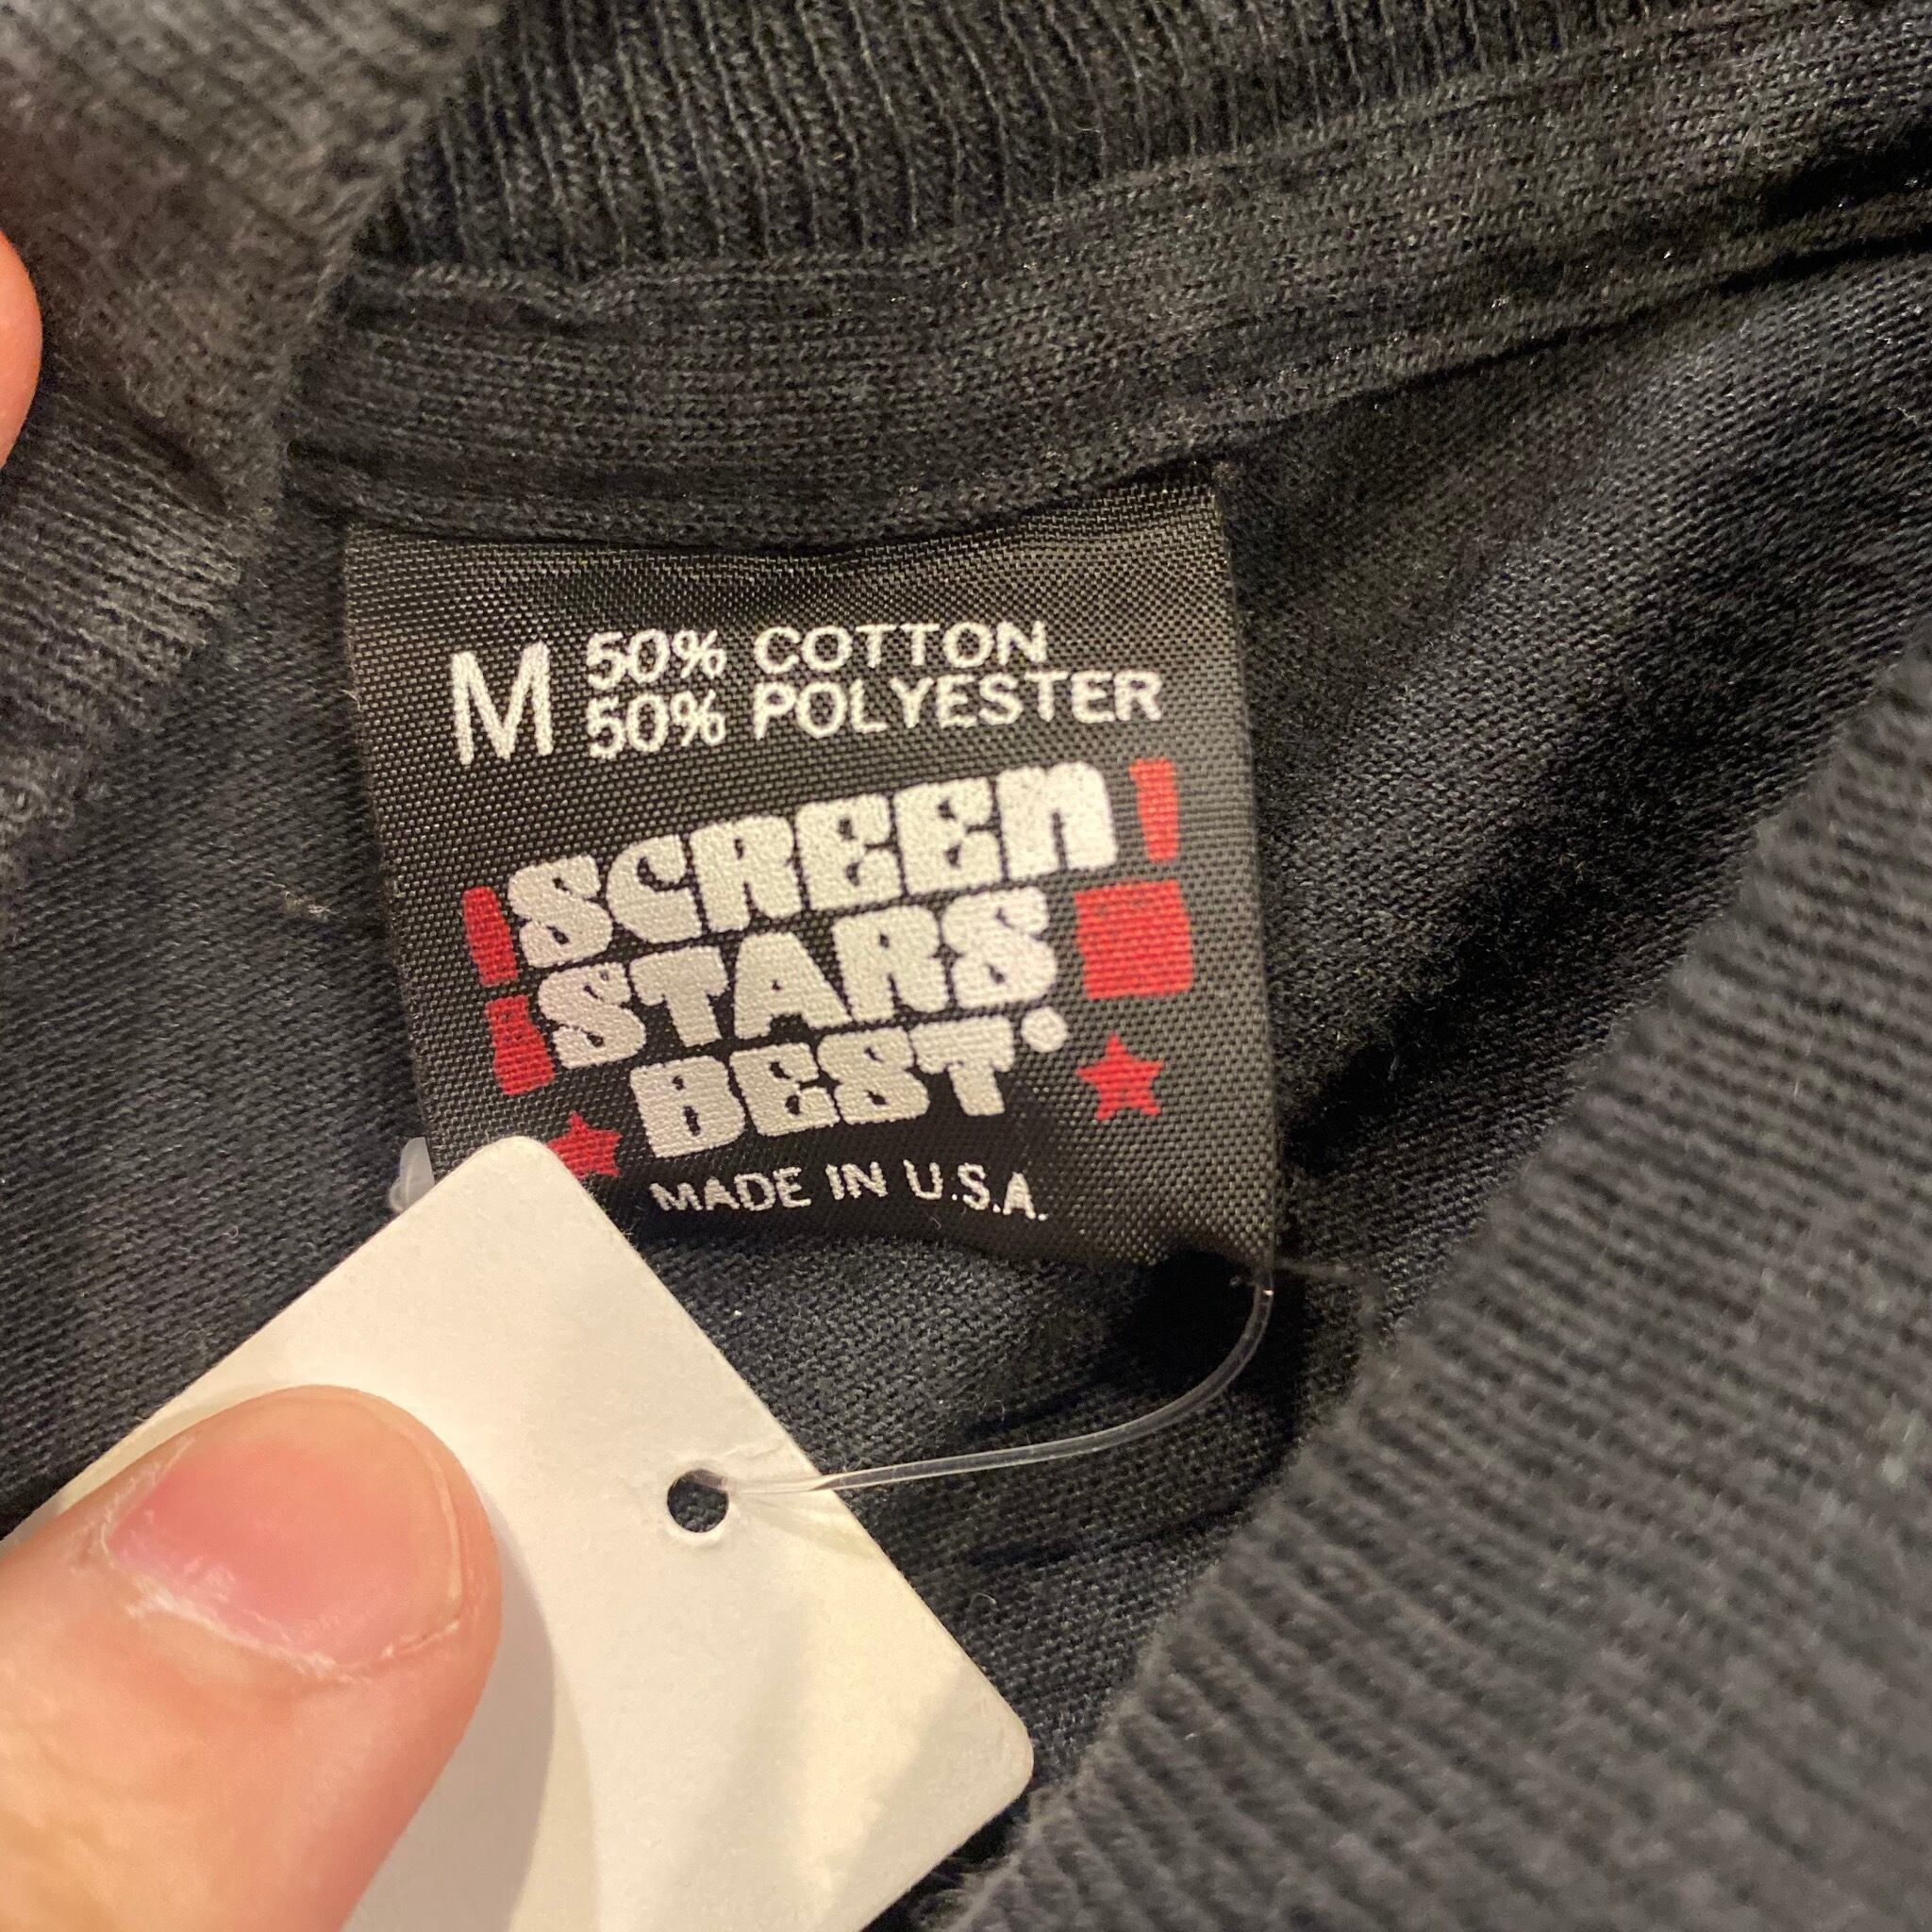 M 50% COTTON
50% POLYESTER
SCREEN
STARS
BEST
MADE IN U.S.A.